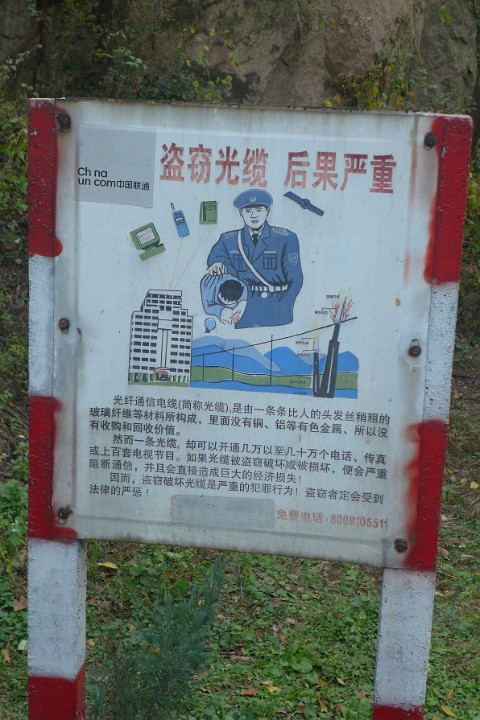 China
unicom中国联通
盗窃光缆 后果严重
光纤通信电缆(简称光缆),是由一条条比人的头发丝稍粗的
玻璃纤维等材料所构成，里面没有铜、铝等有色金属、所以没
有收购和回收价值。
然而一条光缆，却可以开通几万以至几十万个电话、传真
或上百套电视节目。如果光缆被盗窃破坏或被损坏，便会严重
阻断通信，并且会直接造成巨大的经济损失！
因而，盗窃破坏光缆是严重的犯罪行为！盗窃者定会受到
法律的严惩！
免费电话-8008105511